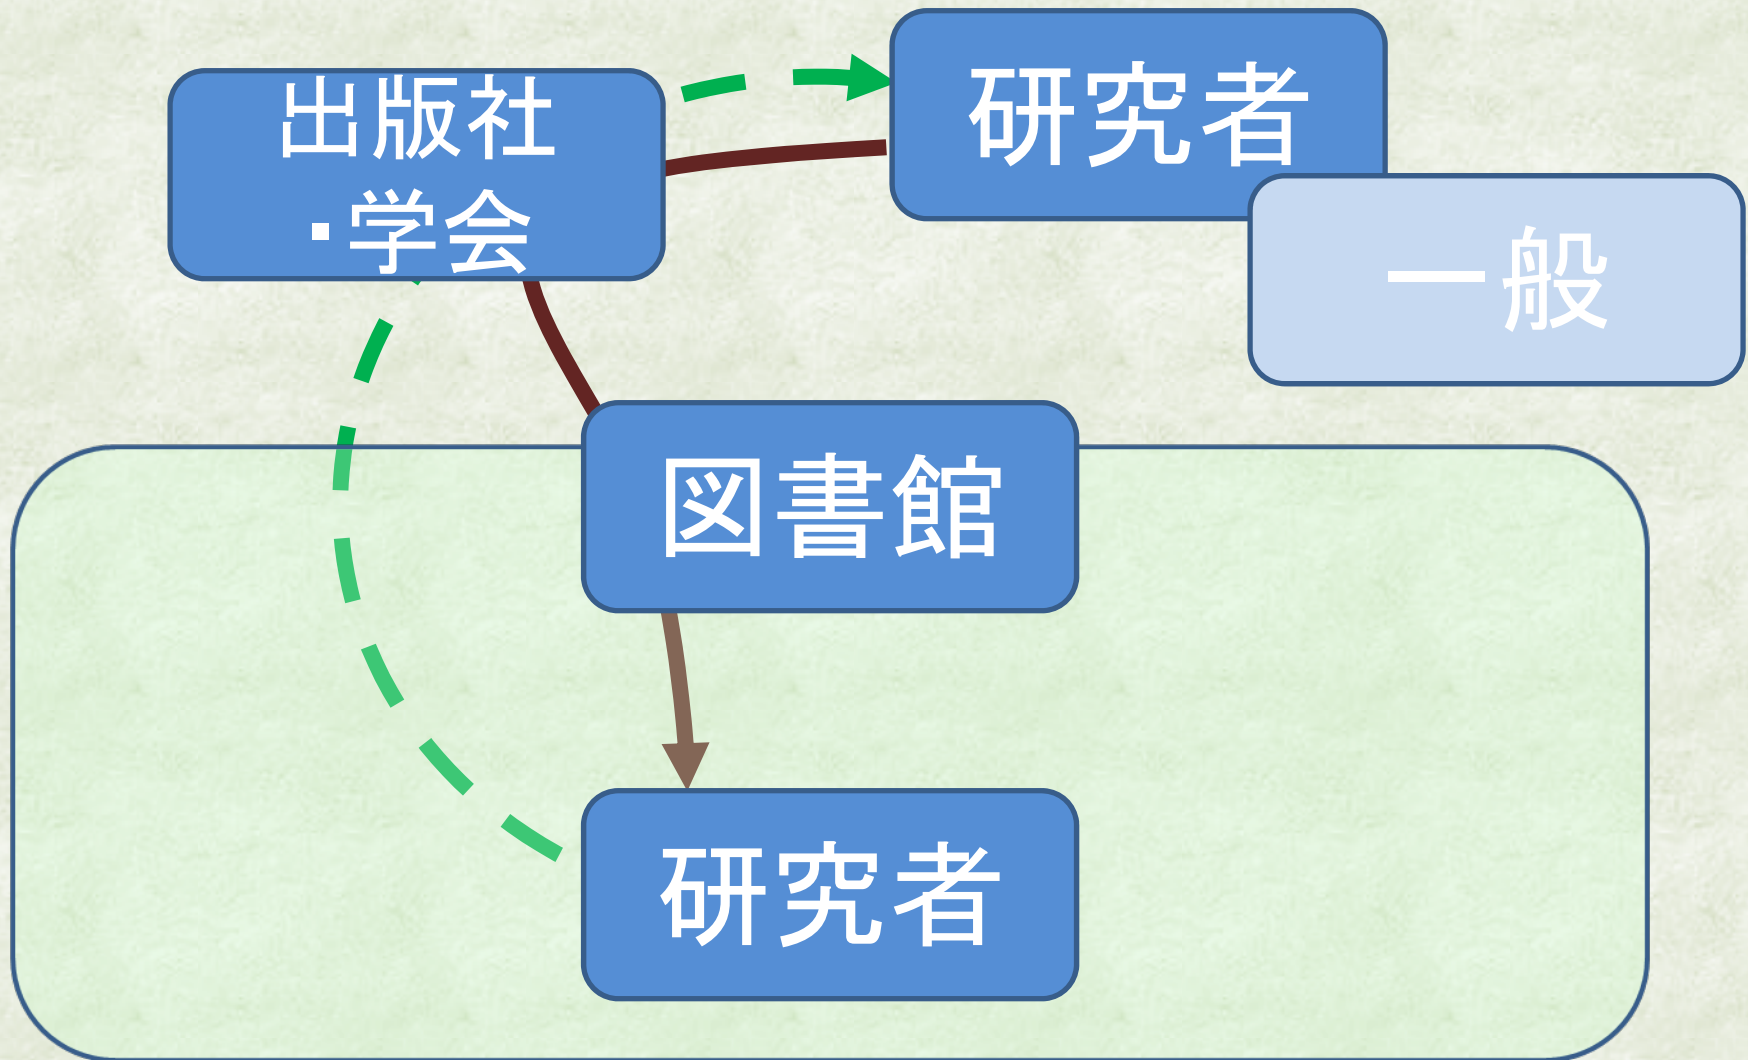 出版社
・学会
研究者
一般
図書館
研究者